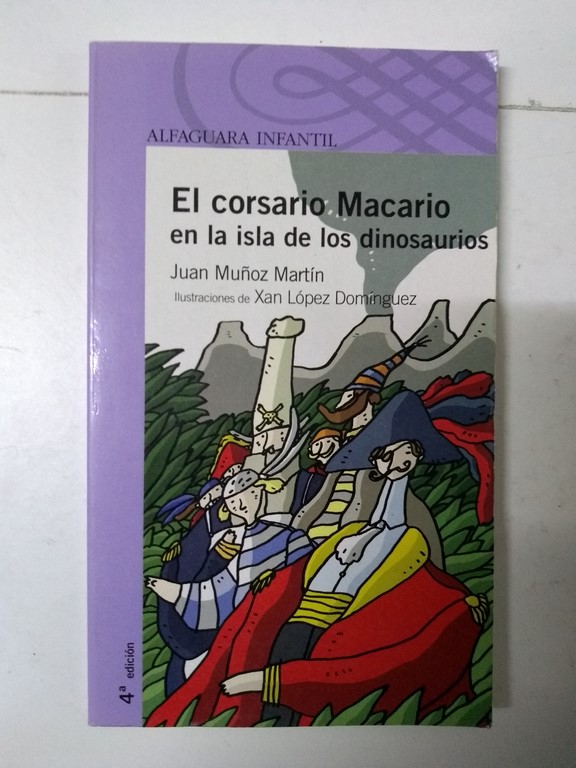 ALFAGUARA INFANTIL
El corsario Macario
en la isla de los dinosaurios
Juan Muñoz Martín
Ilustraciones de Xan López Domínguez
4ª edición